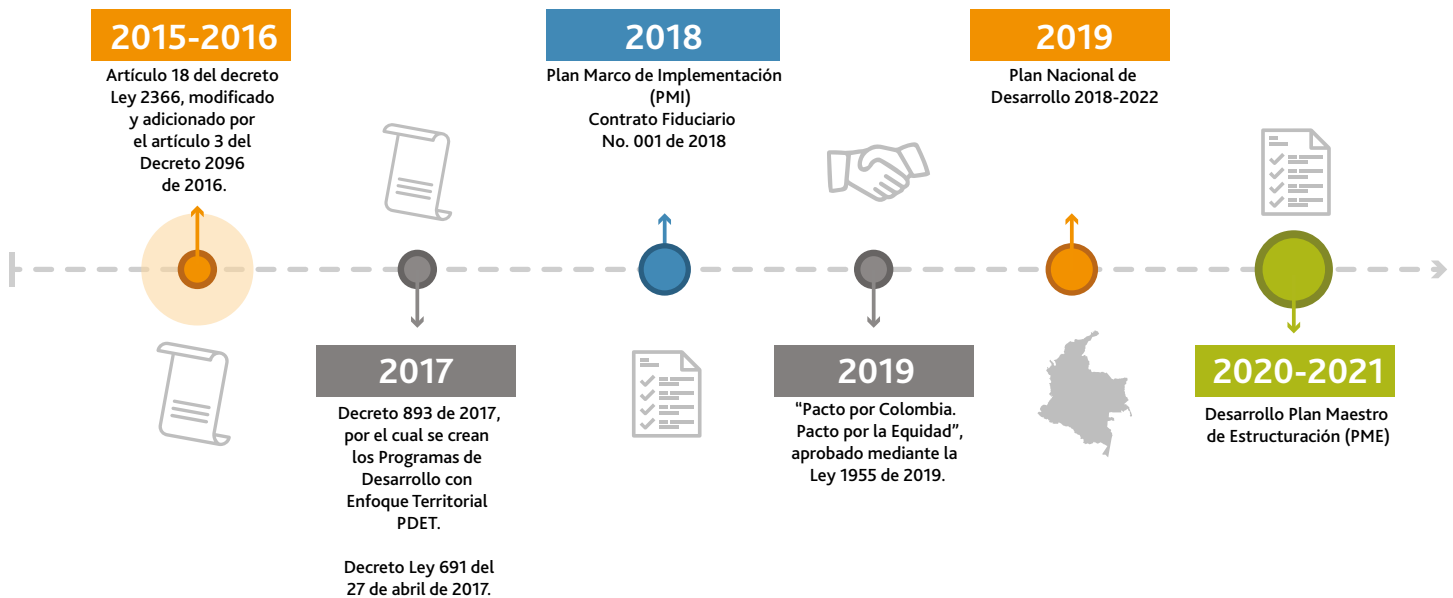 2015-2016
Artículo 18 del decreto
Ley 2366, modificado
y adicionado por
el artículo 3 del
Decreto 2096
de 2016.
2017
Decreto 893 de 2017,
por el cual se crean
los Programas de
Desarrollo con
Enfoque Territorial
PDET.
Decreto Ley 691 del
27 de abril de 2017.
2018
Plan Marco de Implementación
(PMI)
Contrato Fiduciario
No. 001 de 2018
2019
“Pacto por Colombia.
Pacto por la Equidad”,
aprobado mediante la
Ley 1955 de 2019.
2019
Plan Nacional de
Desarrollo 2018-2022
2020-2021
Desarrollo Plan Maestro
de Estructuración (PME)